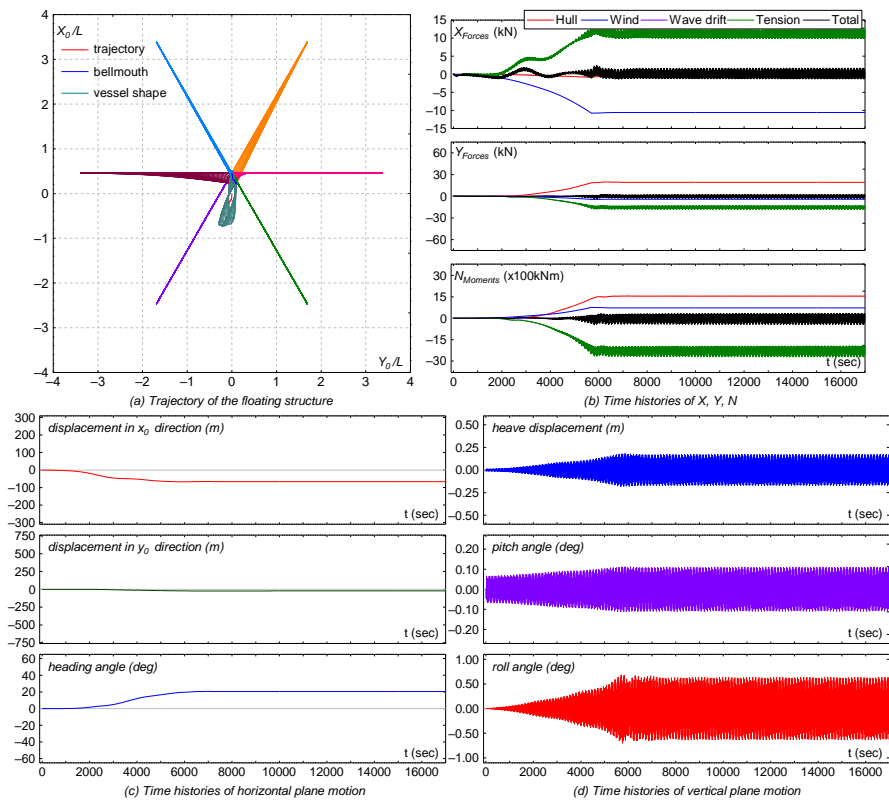 X0/L
trajectory
bellmouth
vessel shape
4
3
2
1
0
−1
−2
−3
−4
Y0/L
−4 −3 −2 −1 0 1 2 3 4
(a) Trajectory of the floating structure
Hull Wind Wave drift Tension Total
XForces (kN)
15
10
5
0
−5
−10
−15
YForces (kN)
60
30
0
−30
−60
NMoments (x100kNm)
30
15
0
−15
−30
t (sec)
0 2000 4000 6000 8000 10000 12000 14000 16000
(b) Time histories of X, Y, N
displacement in x0 direction (m)
300
200
100
0
−100
−200
−300
t (sec)
displacement in y0 direction (m)
750
500
250
0
−250
−500
−750
t (sec)
heading angle (deg)
60
40
20
0
−20
−40
−60
t (sec)
0 2000 4000 6000 8000 10000 12000 14000 16000
(c) Time histories of horizontal plane motion
heave displacement (m)
0.50
0.25
0.00
−0.25
−0.50
t (sec)
pitch angle (deg)
0.20
0.10
0.00
−0.10
−0.20
t (sec)
roll angle (deg)
1.00
0.50
0.00
−0.50
−1.00
t (sec)
0 2000 4000 6000 8000 10000 12000 14000 16000
(d) Time histories of vertical plane motion